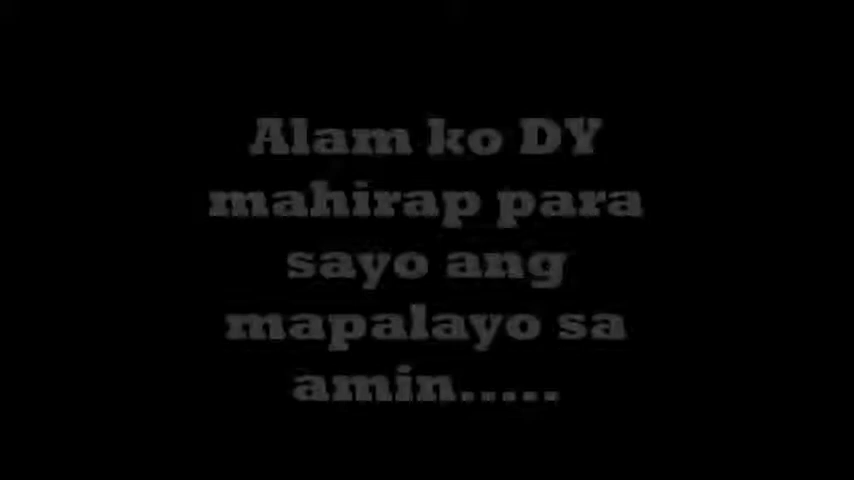 Alam ko DY
mahirap para
sayo ang
mapalayo sa
amin.....